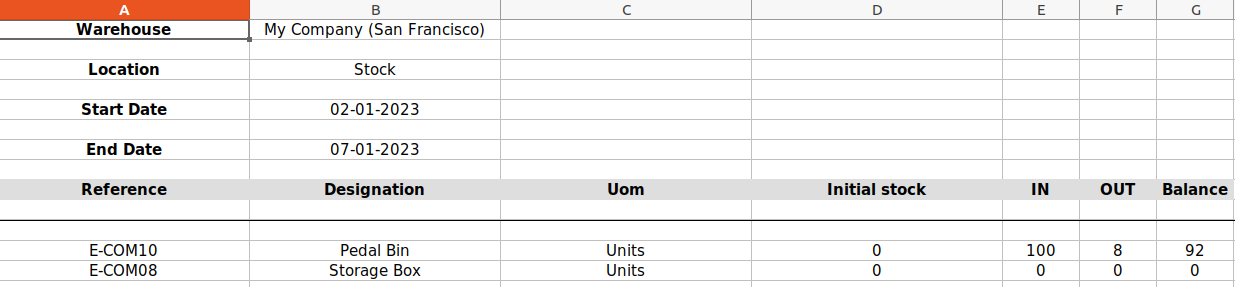 A B C D E F G
Warehouse My Company (San Francisco)
Location Stock
Start Date 02-01-2023
End Date 07-01-2023
Reference Designation Uom Initial stock IN OUT Balance
E-COM10 Pedal Bin Units 0 100 8 92
E-COM08 Storage Box Units 0 0 0 0